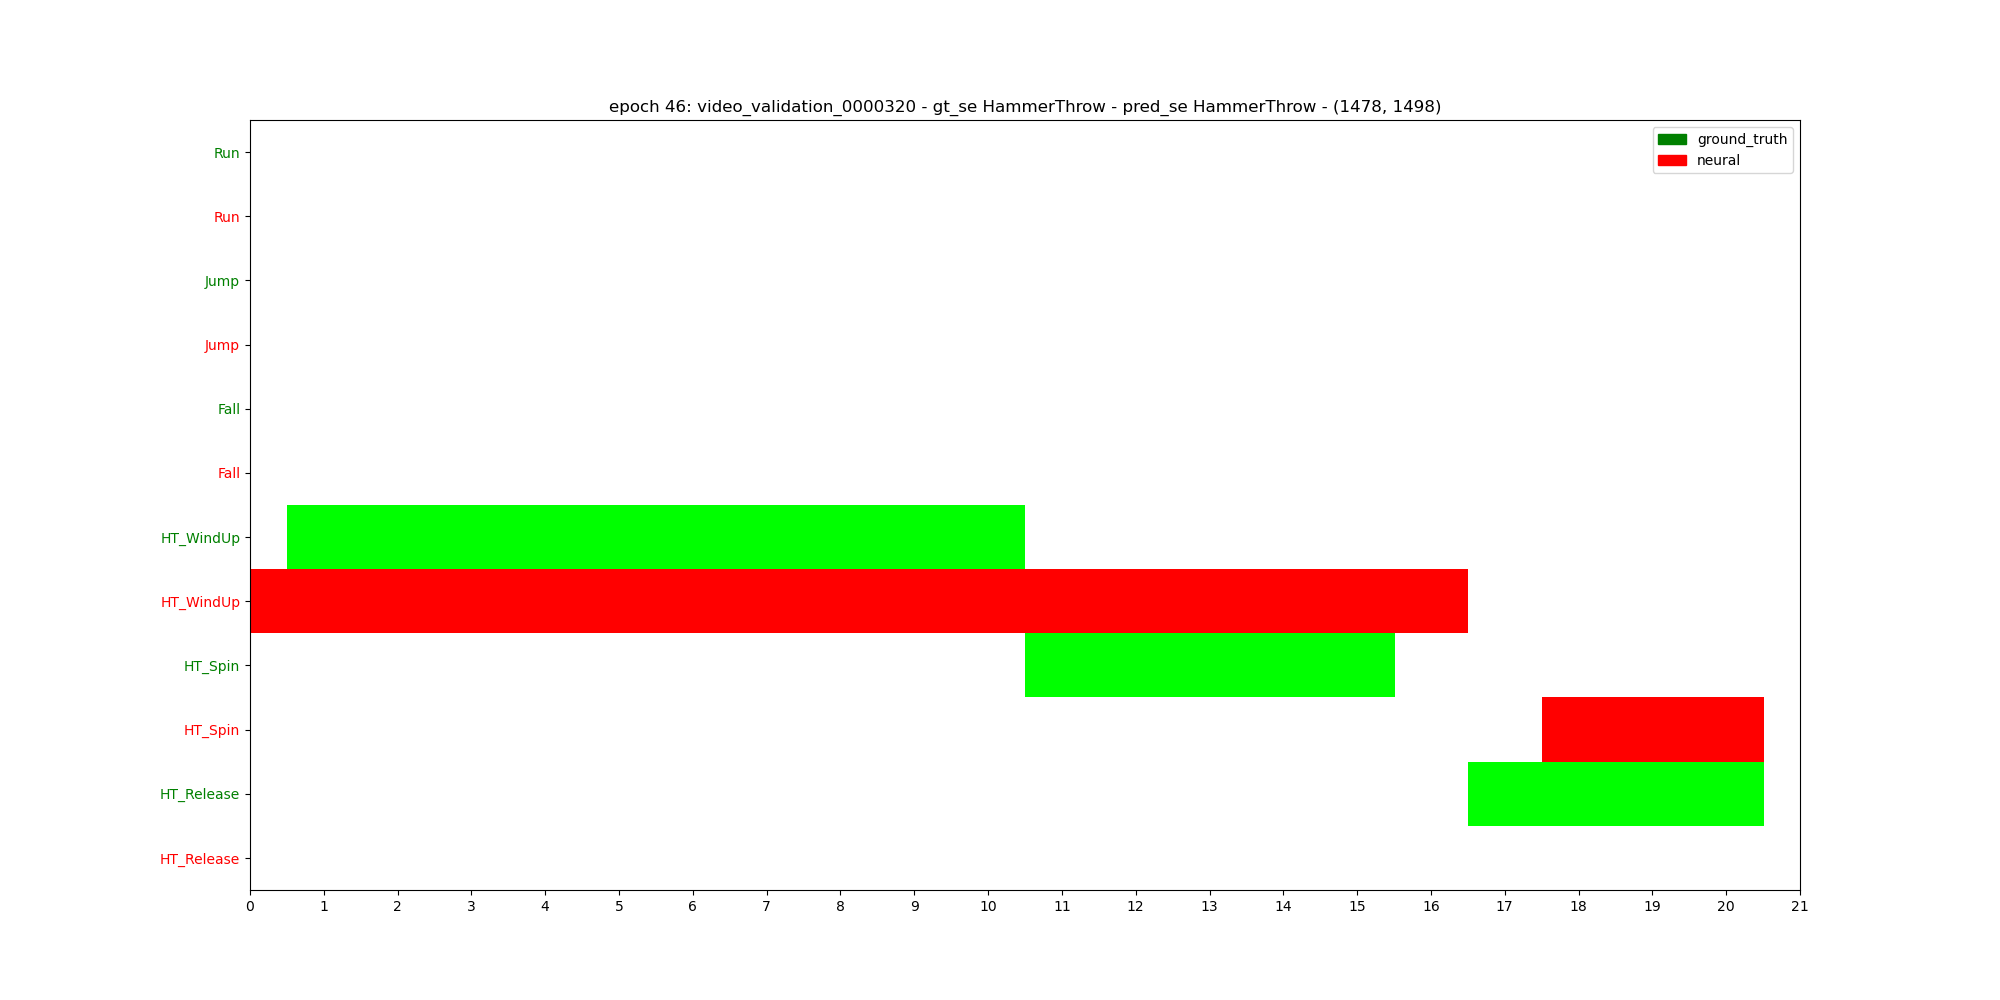 epoch 46: video_validation_0000320 - gt_se HammerThrow - pred_se HammerThrow - (1478, 1498)
ground_truth
neural
Run
Run
Jump
Jump
Fall
Fall
HT_WindUp
HT_WindUp
HT_Spin
HT_Spin
HT_Release
HT_Release
0 1 2 3 4 5 6 7 8 9 10 11 12 13 14 15 16 17 18 19 20 21